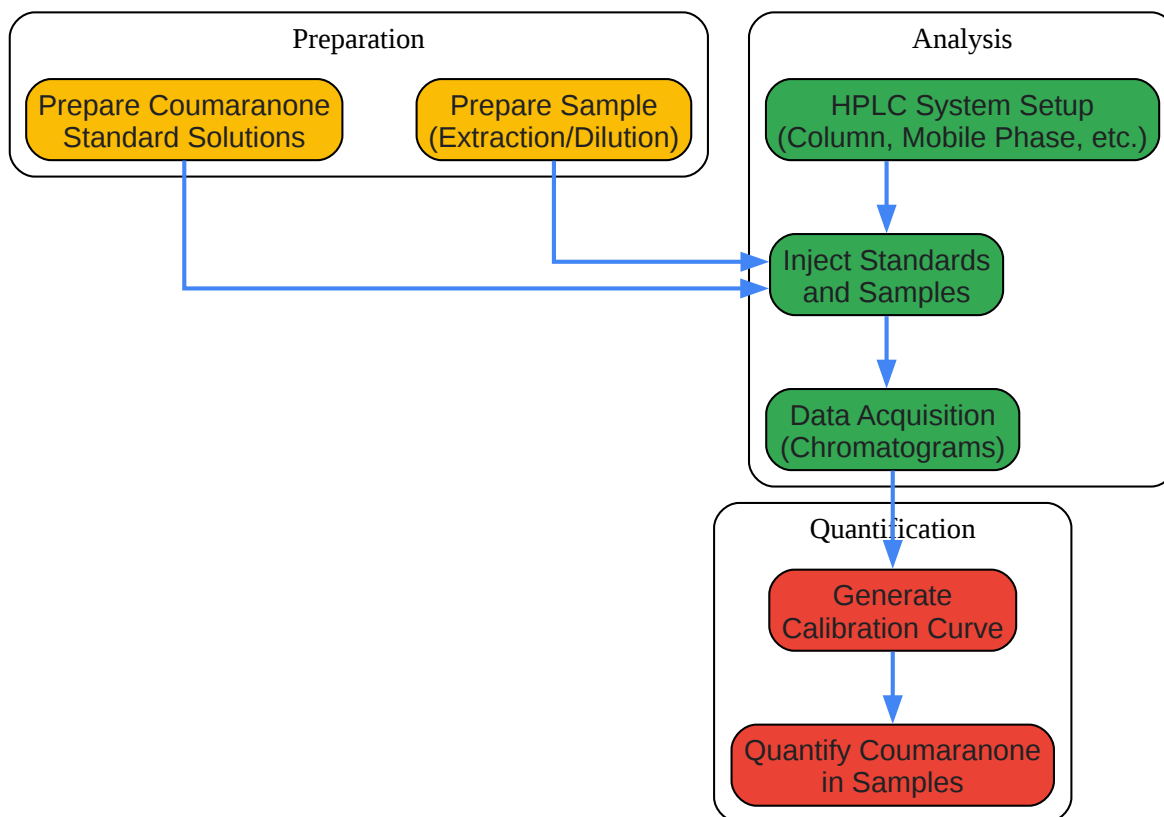 Preparation
Prepare Coumaranone
Standard Solutions
Prepare Sample
(Extraction/Dilution)
Analysis
HPLC System Setup
(Column, Mobile Phase, etc.)
Inject Standards
and Samples
Data Acquisition
(Chromatograms)
Quantification
Generate
Calibration Curve
Quantify Coumaranone
in Samples